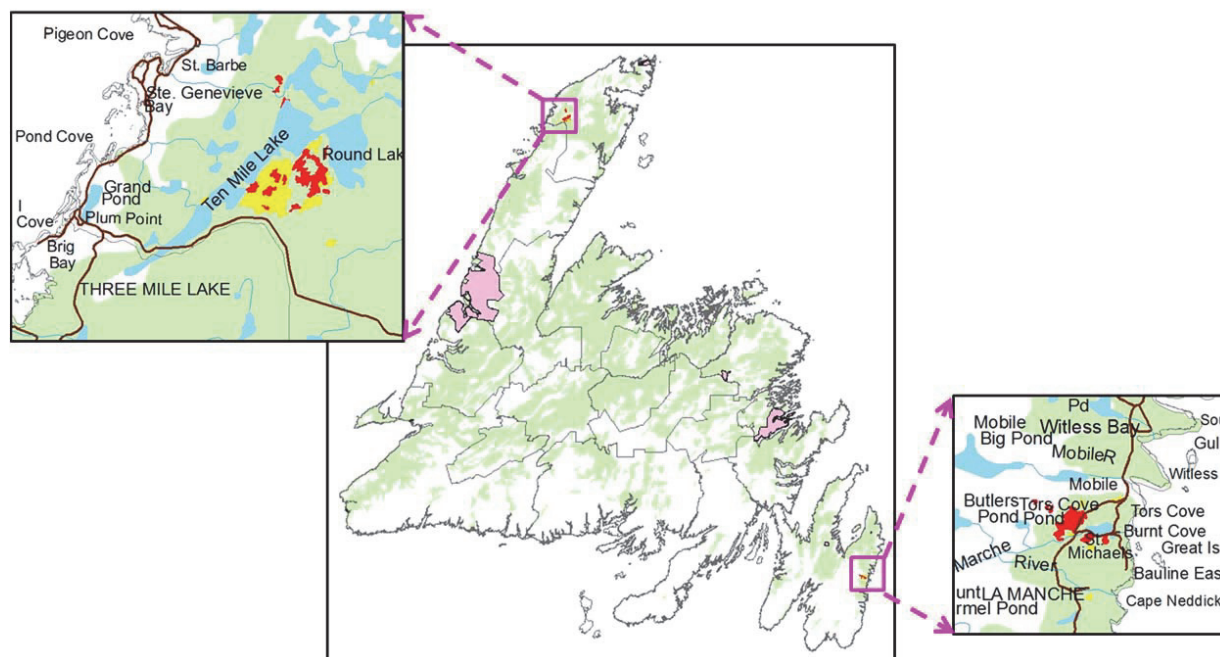 Pigeon Cove
St. Barbe
Ste. Genevieve
Bay
Pond Cove
Ten Mile Lake
Round Lak
Grand
Pond
I
Cove
Plum Point
Brig
Bay
THREE MILE LAKE
Pd
Mobile
Witless Bay
Sou
Big Pond
Gul
MobileR
Witless
Mobile
Butlers
Tors Cove
Tors Cove
Pond
Pond
Burnt Cove
St.
Michaels
Great Is
Marche
River
Bauline Eas
unt
LA MANCHE
Cape Neddick
rmel Pond